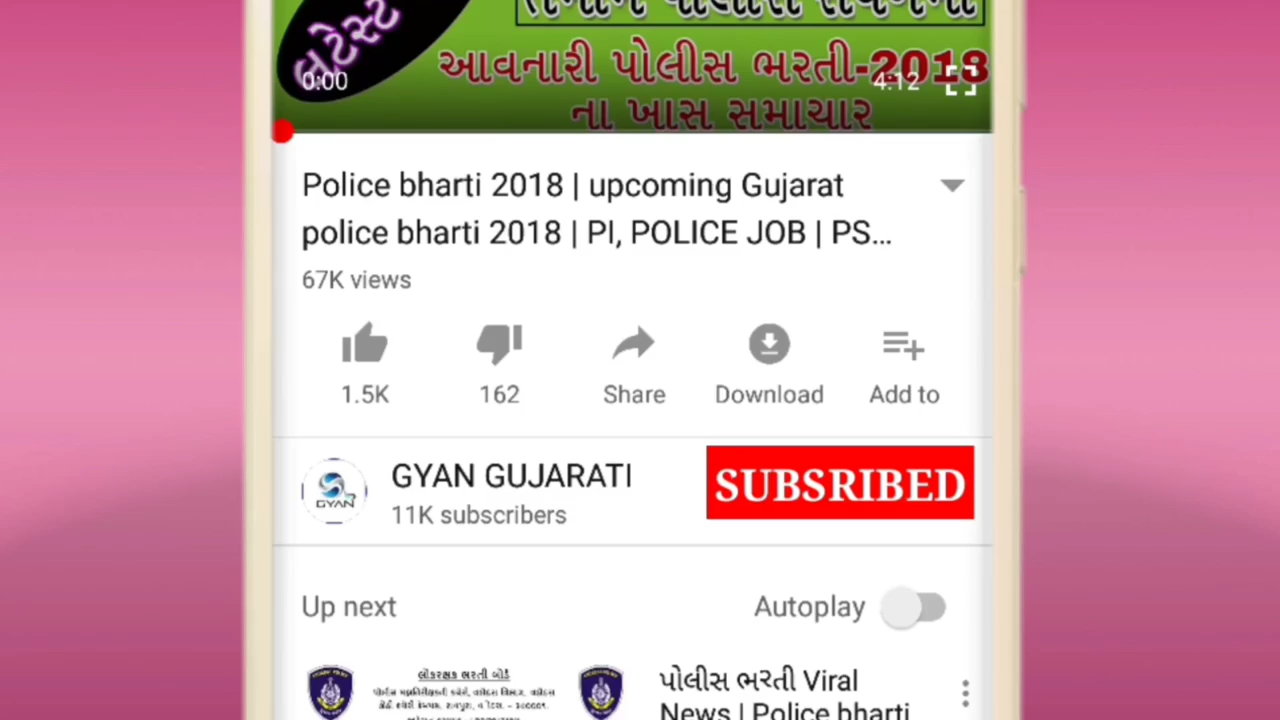 લેટેસ્ટ
આવનારી પોલીસ ભરતી-2018
0:00
4:12
ના ખાસ સમાચાર
Police bharti 2018 | upcoming Gujarat
police bharti 2018 | PI, POLICE JOB | PS...
67K views
1.5K
162
Share
Download
Add to
GYAN GUJARATI
11K subscribers
SUBSRIBED
GYAN
Up next
Autoplay
લોકરક્ષક ભરતી બોર્ડ
પોલીસ ભરતી Viral
News | Police bharti